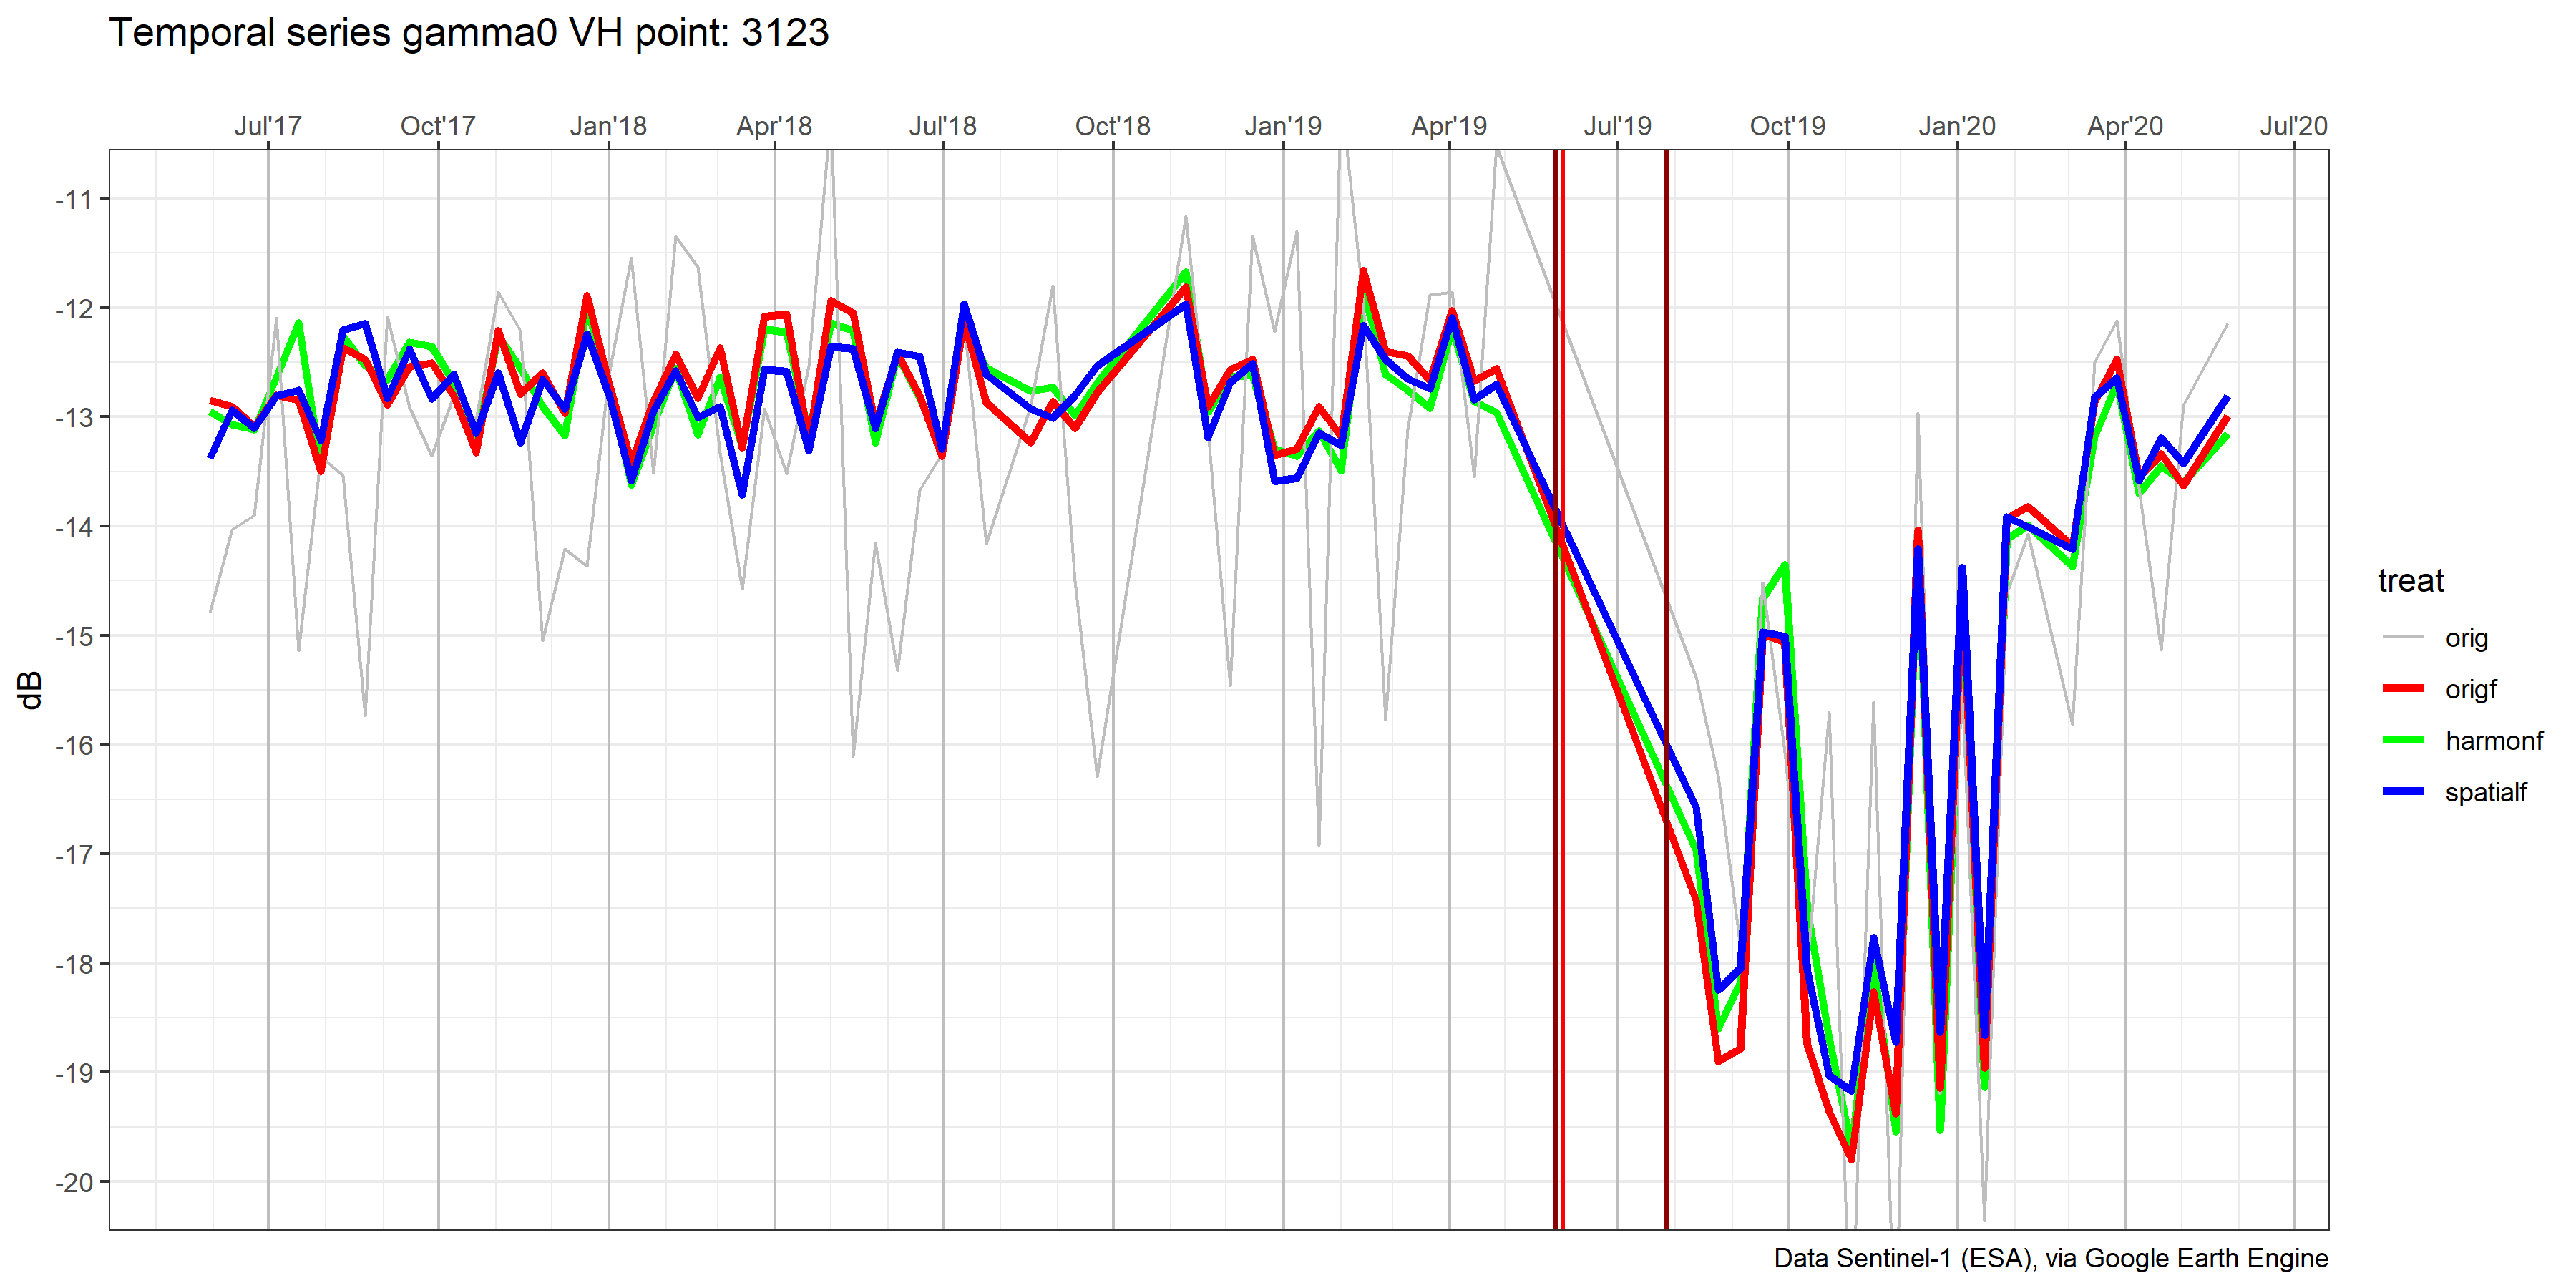 Temporal series gamma0 VH point: 3123
Jul'17 Oct'17 Jan'18 Apr'18 Jul'18 Oct'18 Jan'19 Apr'19 Jul'19 Oct'19 Jan'20 Apr'20 Jul'20
-11
-12
-13
-14
-15
-16
-17
-18
-19
-20
dB
treat
orig
origf
harmonf
spatialf
Data Sentinel-1 (ESA), via Google Earth Engine